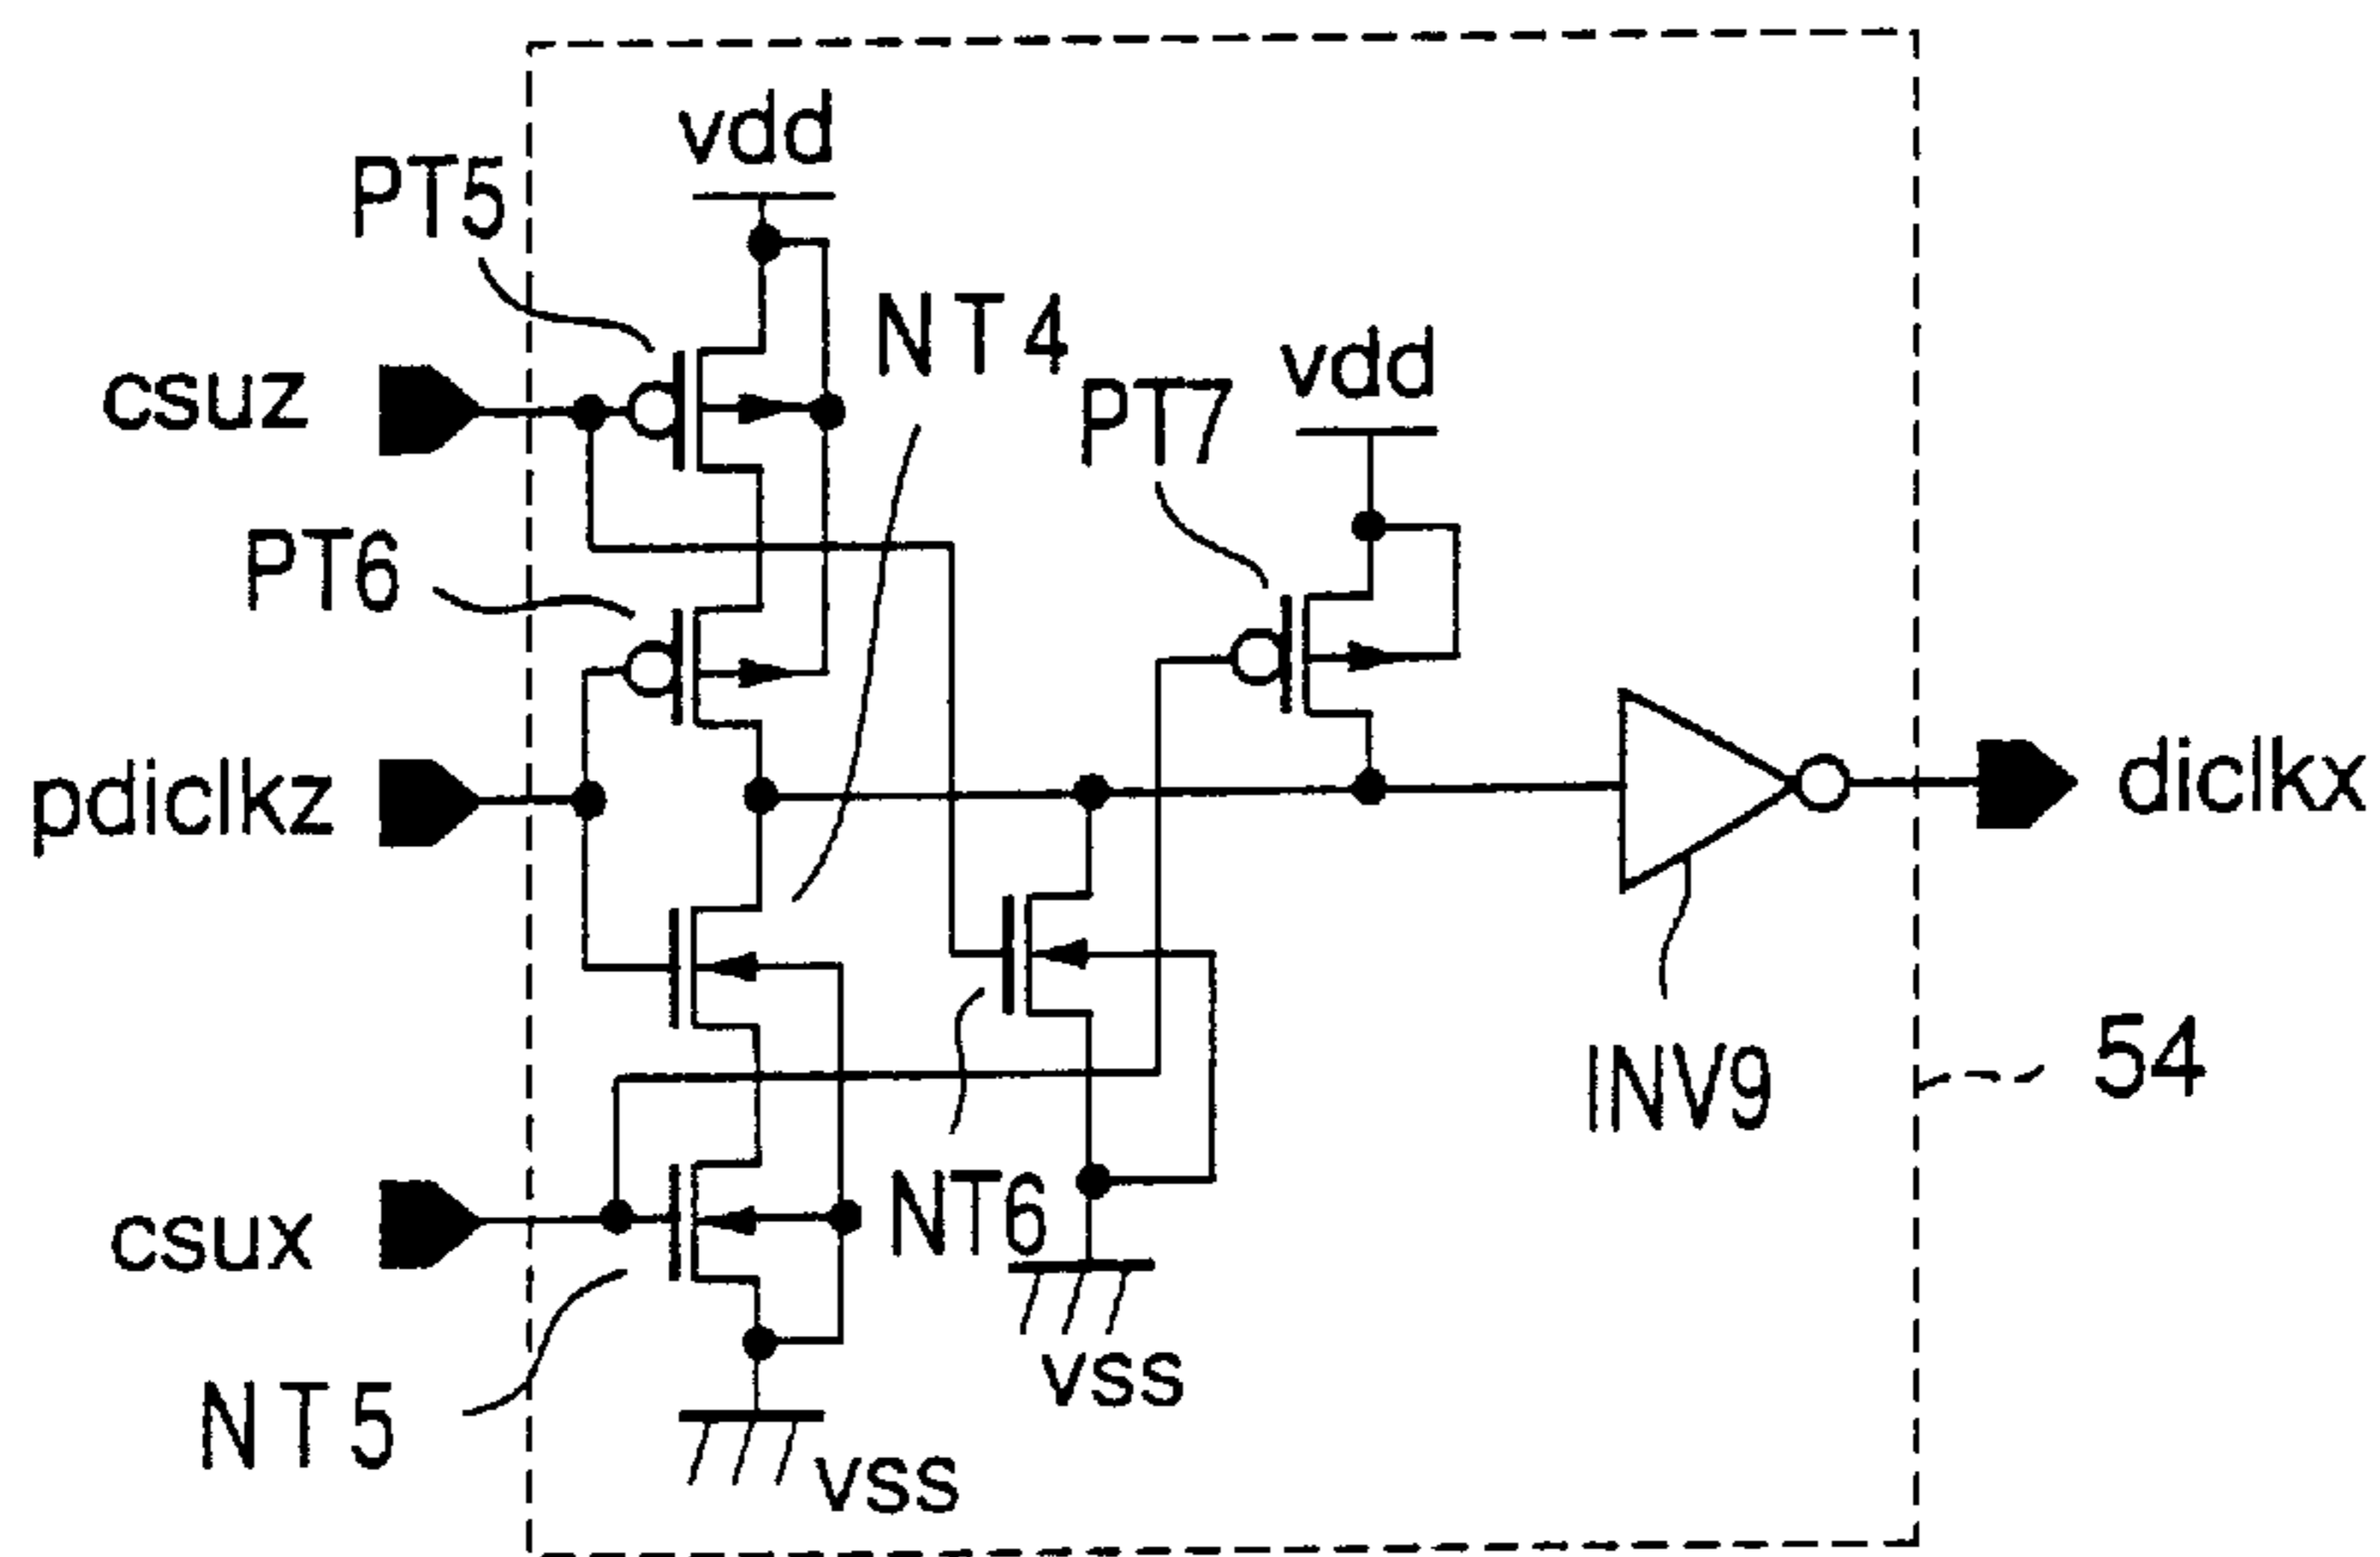 vdd
PT5
NT4
vdd
csuz
PT7
PT6
pdiclkz
diclkx
54
INV9
csux
NT6
vss
NT5
vss